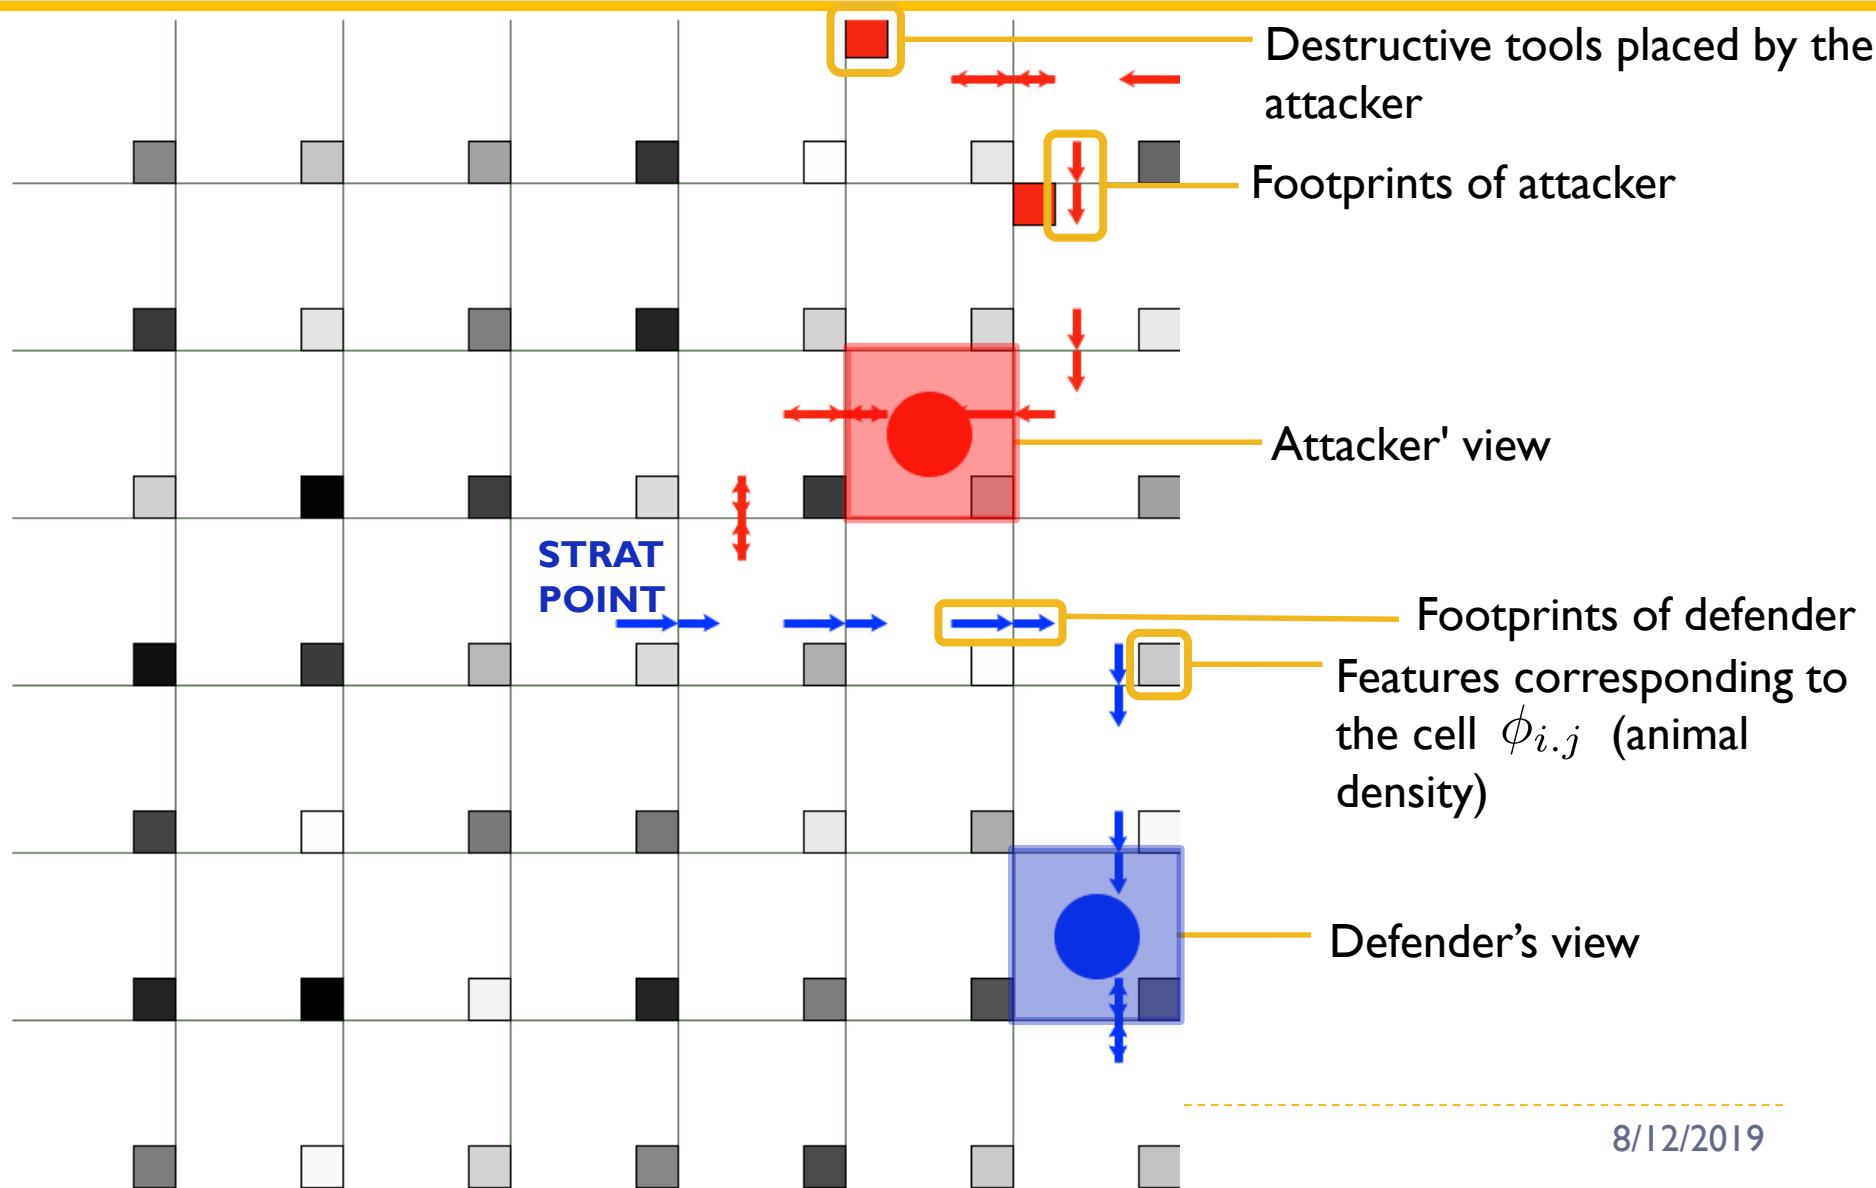 Destructive tools placed by the
attacker
Footprints of attacker
Attacker' view
STRAT
POINT
Footprints of defender
Features corresponding to
the cell ϕi.j (animal
density)
Defender’s view
8/12/2019